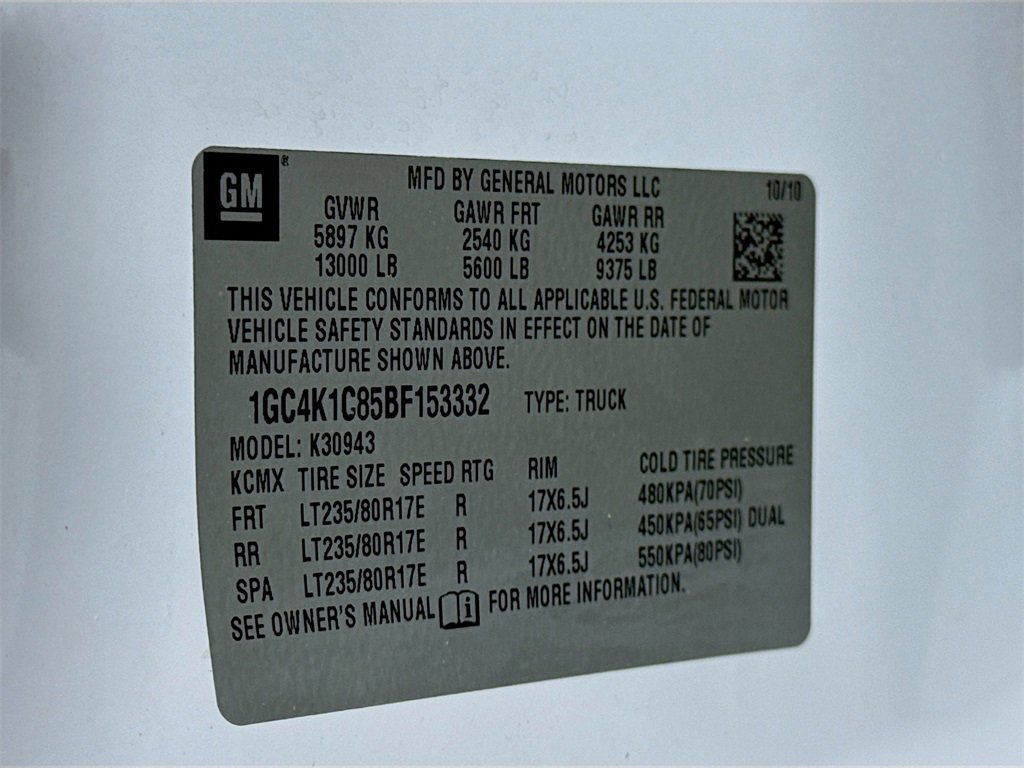 GM ®
MFD BY GENERAL MOTORS LLC 10/10
GVWR GAWR FRT GAWR RR
5897 KG 2540 KG 4253 KG
13000 LB 5600 LB 9375 LB
THIS VEHICLE CONFORMS TO ALL APPLICABLE U.S. FEDERAL MOTOR
VEHICLE SAFETY STANDARDS IN EFFECT ON THE DATE OF
MANUFACTURE SHOWN ABOVE.
1GC4K1C85BF153332 TYPE: TRUCK
MODEL: K30943
KCMX TIRE SIZE SPEED RTG RIM COLD TIRE PRESSURE
FRT LT235/80R17E R 17X6.5J 480KPA(70PSI)
RR LT235/80R17E R 17X6.5J 450KPA(65PSI) DUAL
SPA LT235/80R17E R 17X6.5J 550KPA(80PSI)
SEE OWNER'S MANUAL i FOR MORE INFORMATION.